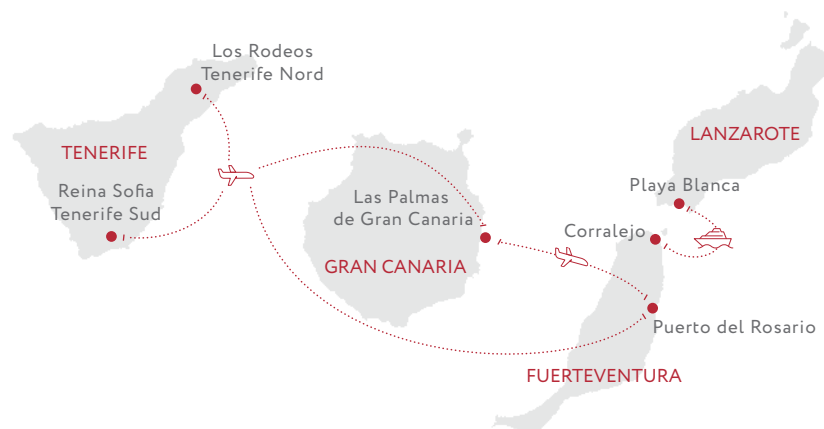 Los Rodeos
Tenerife Nord
TENERIFE
Reina Sofia
Tenerife Sud
Las Palmas
de Gran Canaria
GRAN CANARIA
LANZAROTE
Playa Blanca
Corralejo
Puerto del Rosario
FUERTEVENTURA